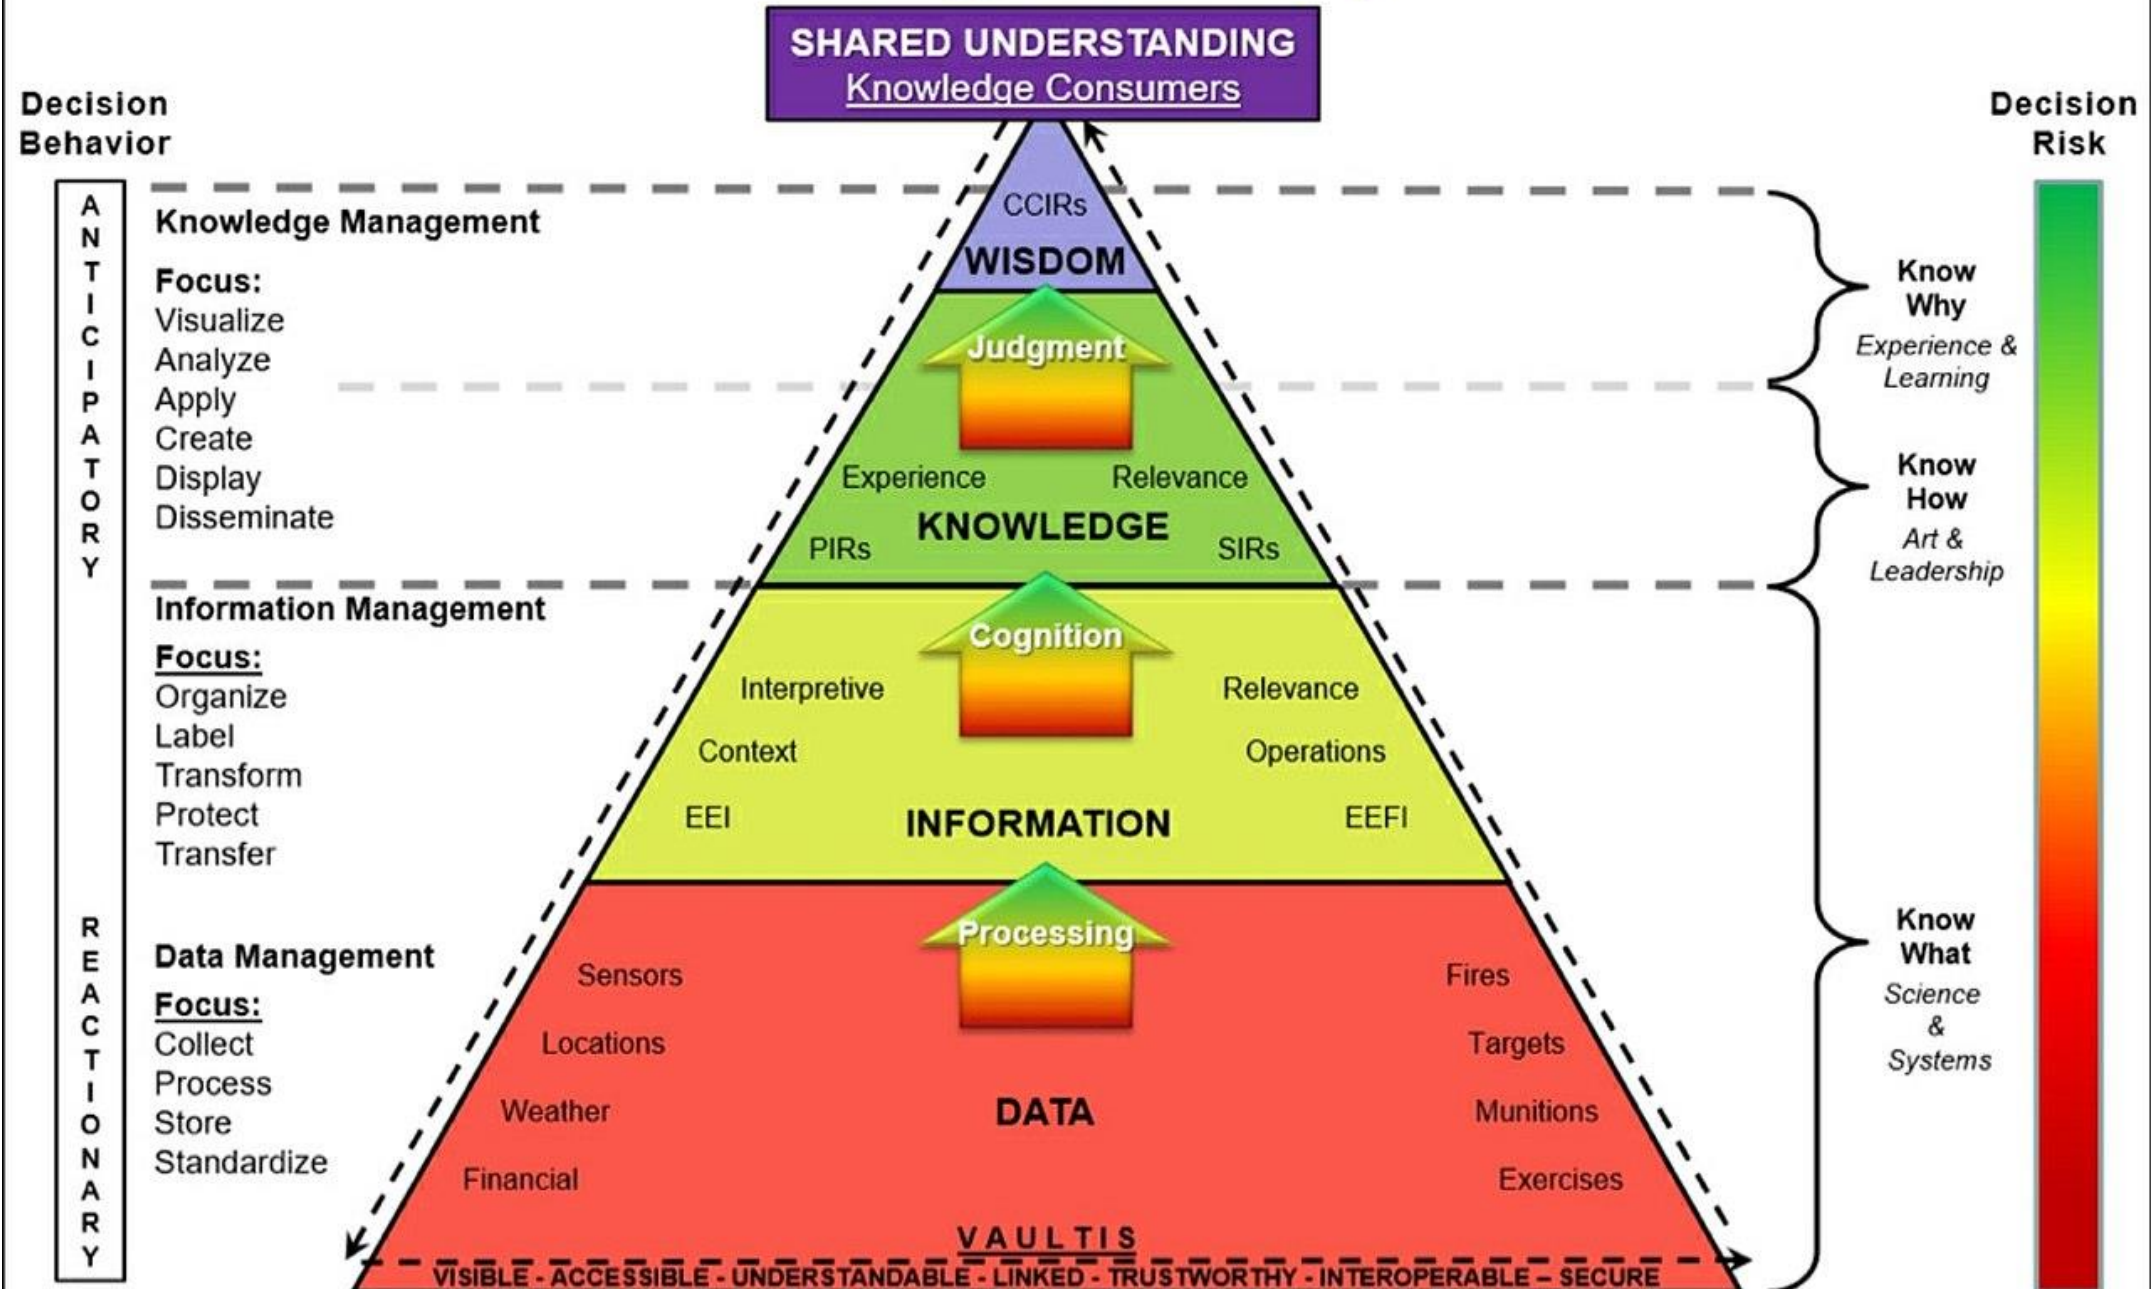 SHARED UNDERSTANDING
Knowledge Consumers
Decision
Behavior
ANTICIPATORY
REACTIONARY
Knowledge Management
Focus:
Visualize
Analyze
Apply
Create
Display
Disseminate
Information Management
Focus:
Organize
Label
Transform
Protect
Transfer
Data Management
Focus:
Collect
Process
Store
Standardize
CCIRs
WISDOM
Judgment
Experience Relevance
KNOWLEDGE
PIRs SIRs
Cognition
Interpretive Relevance
Context Operations
EEI INFORMATION EEFI
Processing
Sensors Fires
Locations Targets
Weather DATA Munitions
Financial Exercises
VAULTIS
VISIBLE - ACCESSIBLE - UNDERSTANDABLE - LINKED - TRUSTWORTHY - INTEROPERABLE – SECURE
Know
Why
Experience &
Learning
Know
How
Art &
Leadership
Know
What
Science
&
Systems
Decision
Risk